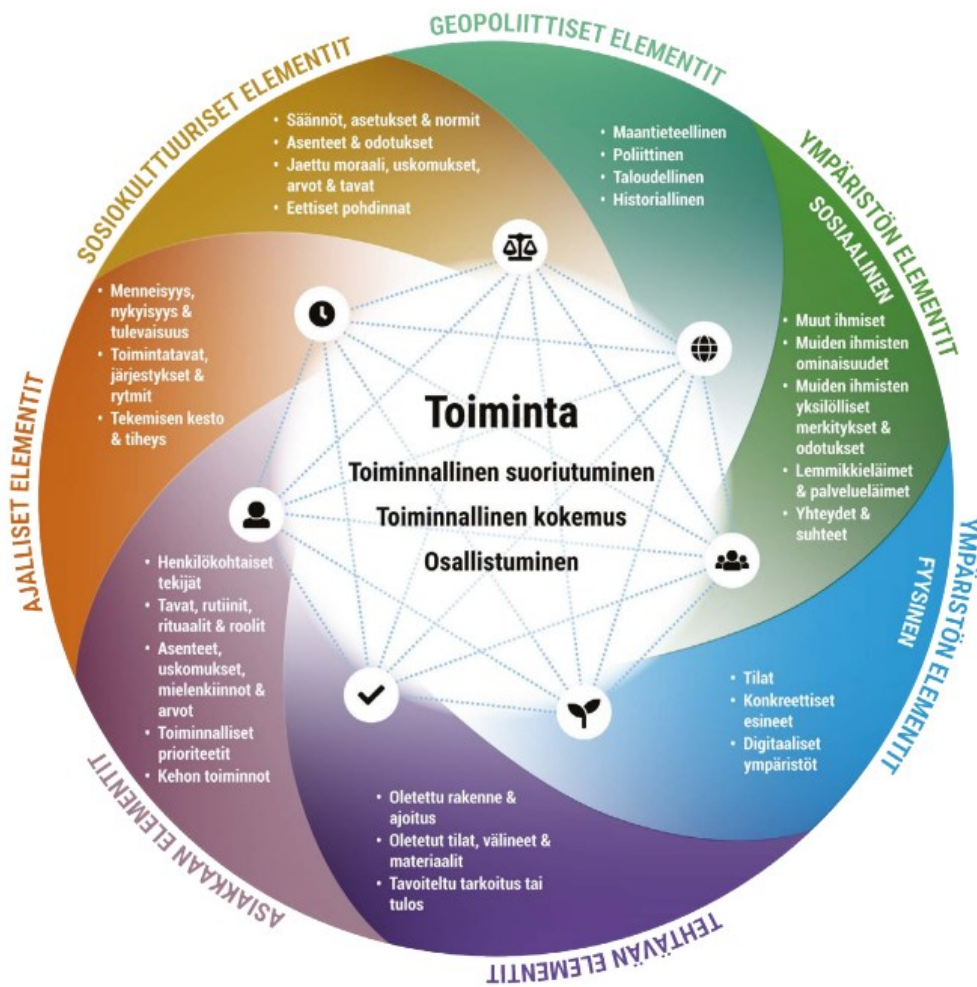 GEOPOLIITTISET ELEMENTIT
• Maantieteellinen
• Poliittinen
• Taloudellinen
• Historiallinen
YMPÄRISTÖN ELEMENTIT
SOSIAALINEN
• Muut ihmiset
• Muiden ihmisten
ominaisuudet
• Muiden ihmisten
yksilölliset
merkitykset &
odotukset
• Lemmikkieläimet
& palvelueläimet
• Yhteydet &
suhteet
YMPÄRISTÖN ELEMENTIT
FYYSINEN
• Tilat
• Konkreettiset
esineet
• Digitaaliset
ympäristöt
TEHTÄVÄN ELEMENTIT
• Oletettu rakenne &
ajoitus
• Oletetut tilat, välineet &
materiaalit
• Tavoiteltu tarkoitus tai
tulos
ASIAKKAAN ELEMENTIT
• Henkilökohtaiset
tekijät
• Tavat, rutiinit,
rituaalit & roolit
• Asenteet,
uskomukset,
mielenkiinnot &
arvot
• Toiminnalliset
prioriteetit
• Kehon toiminnot
AJALLISET ELEMENTIT
• Menneisyys,
nykyisyys &
tulevaisuus
• Toimintatavat,
järjestykset &
rytmit
• Tekemisen kesto
& tiheys
SOSIOKULTTUURISET ELEMENTIT
• Säännöt, asetukset & normit
• Asenteet & odotukset
• Jaettu moraali, uskomukset,
arvot & tavat
• Eettiset pohdinnat
Toiminta
Toiminnallinen suoriutuminen
Toiminnallinen kokemus
Osallistuminen